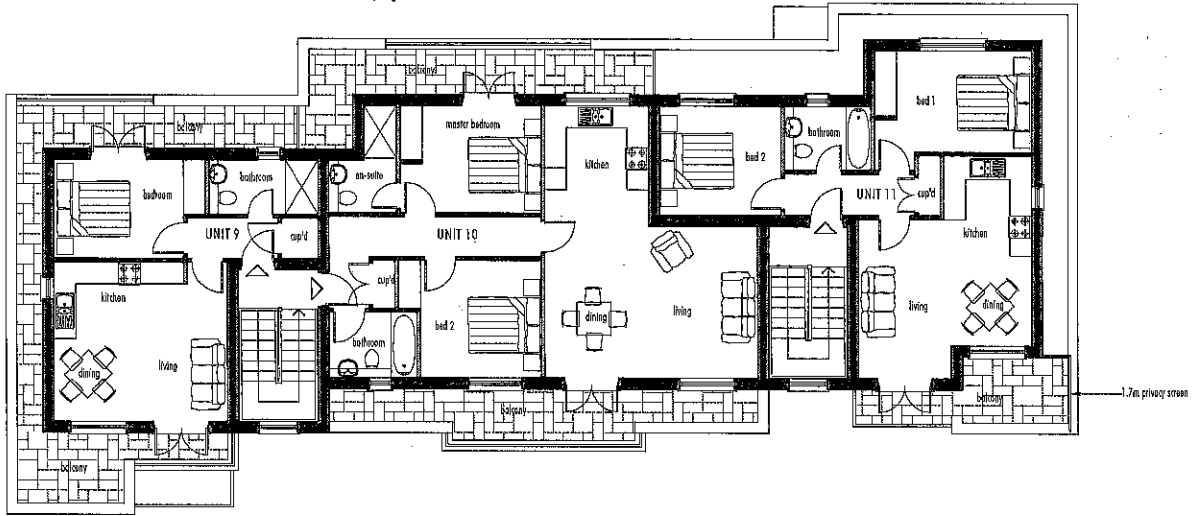 balcony
bed 1
balcony
master bedroom
bathroom
kitchen
bed 2
bedroom
bathroom
en-suite
UNIT 11
cup'd
UNIT 9
cup'd
UNIT 10
kitchen
kitchen
cup'd
living
dining
dining
living
bed 2
bathroom
dining
living
balcony
balcony
1.7m privacy screen
balcony